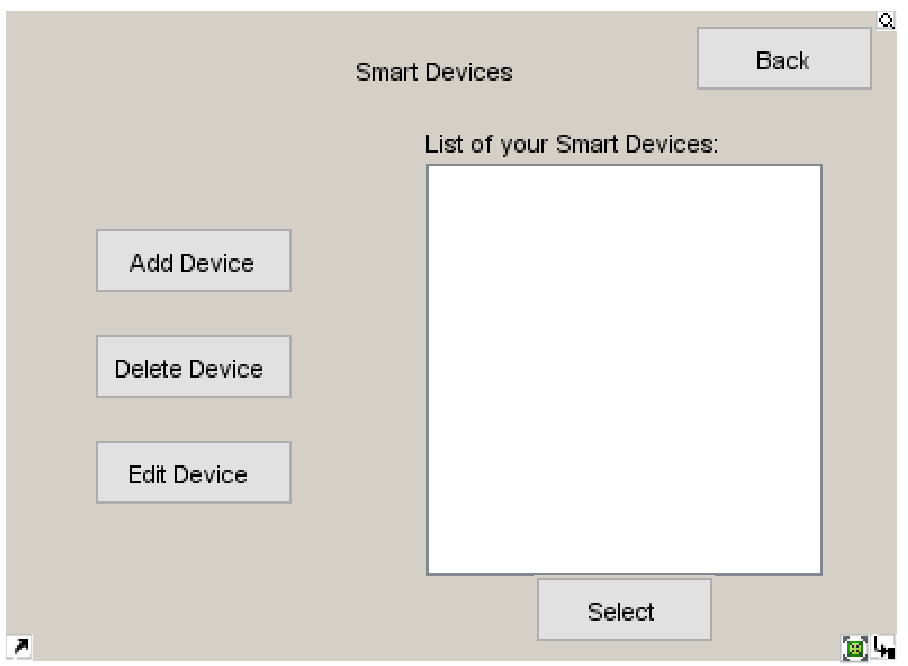 Back
Smart Devices
List of your Smart Devices:
Add Device
Delete Device
Edit Device
Select